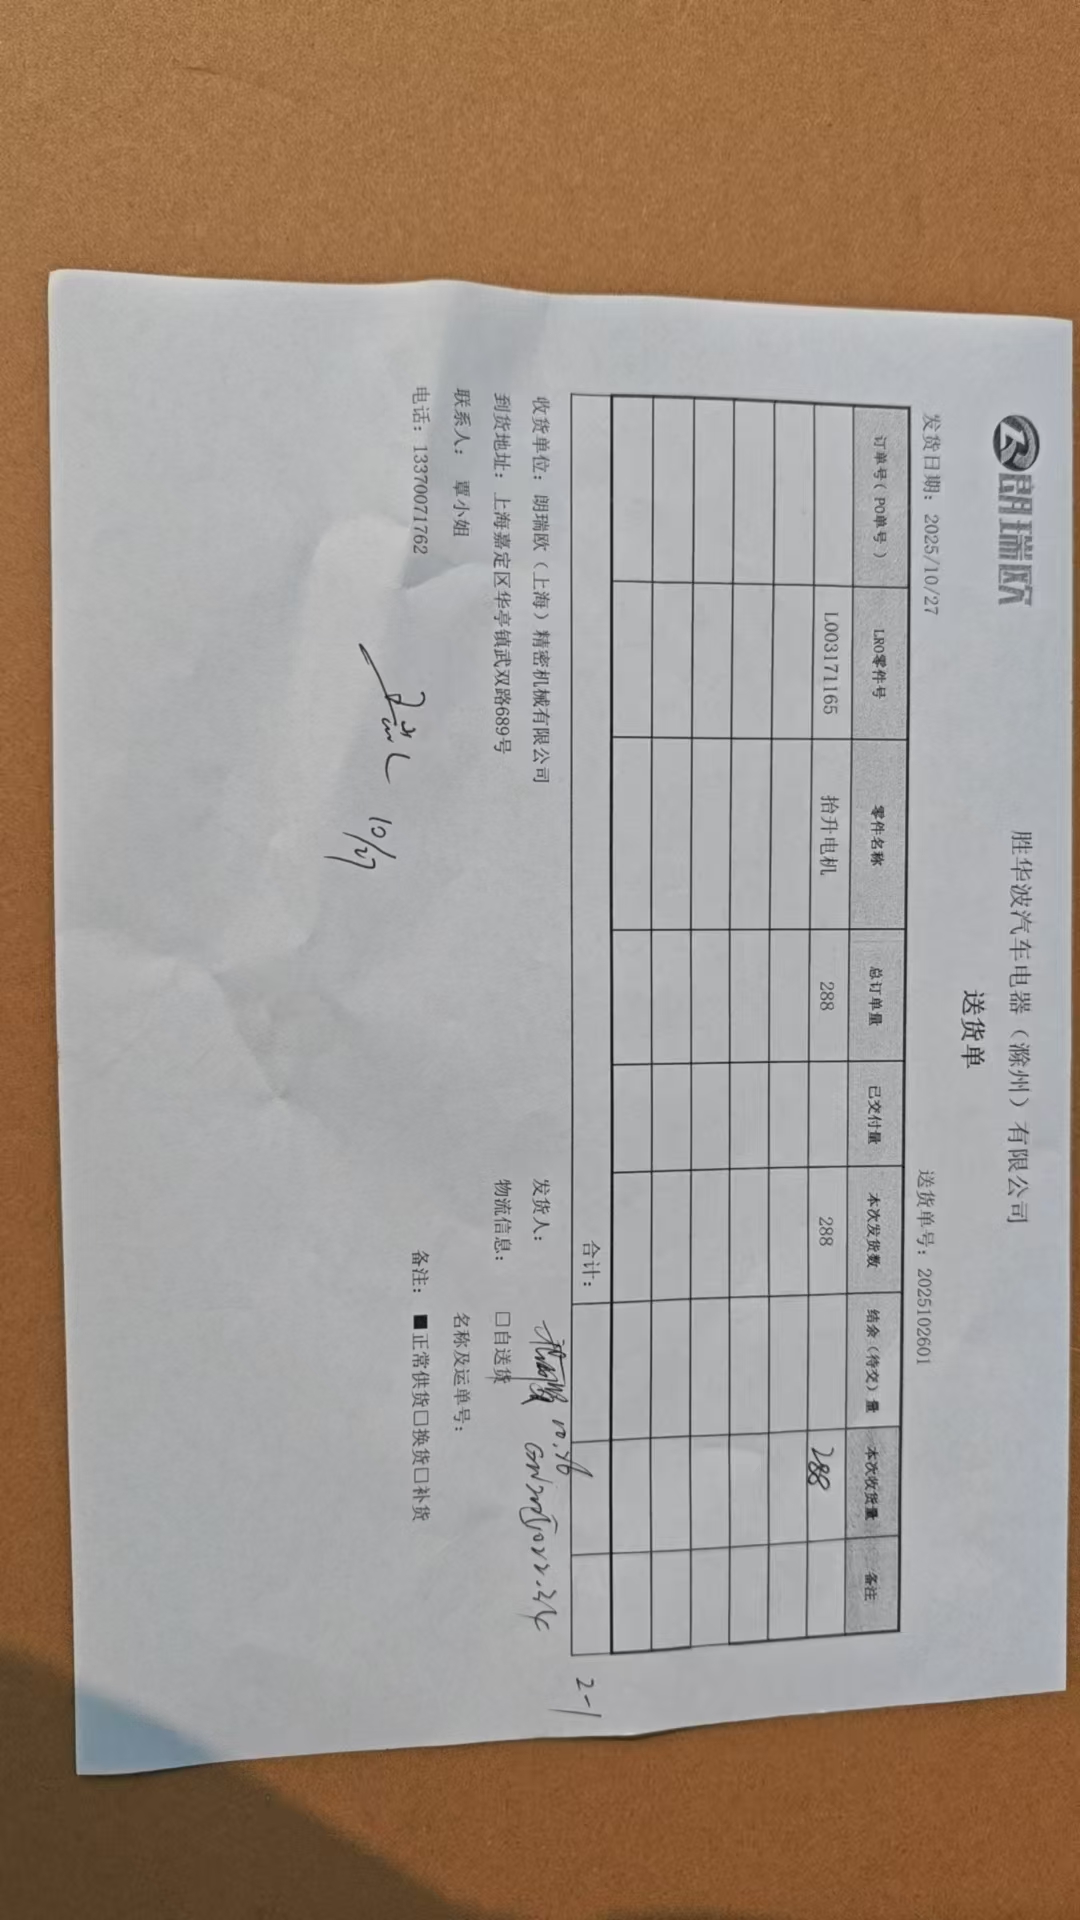 朗瑞欧
胜华波汽车电器（滁州）有限公司
送货单
发货日期：2025/10/27 送货单号：2025102601
订单号（PO单号） LRO零件号 零件名称 总订单量 已交付量 本次发货数 结余（待交）量 本次收货量 备注
L003171165 抬升电机 288 288 288
合计：
2-1
收货单位：朗瑞欧（上海）精密机械有限公司 发货人：
到货地址：上海嘉定区华亭镇武双路689号 物流信息： □自送货
联系人：覃小姐 名称及运单号：
电话：13370071762 备注： ■正常供货□换货□补货
10/27